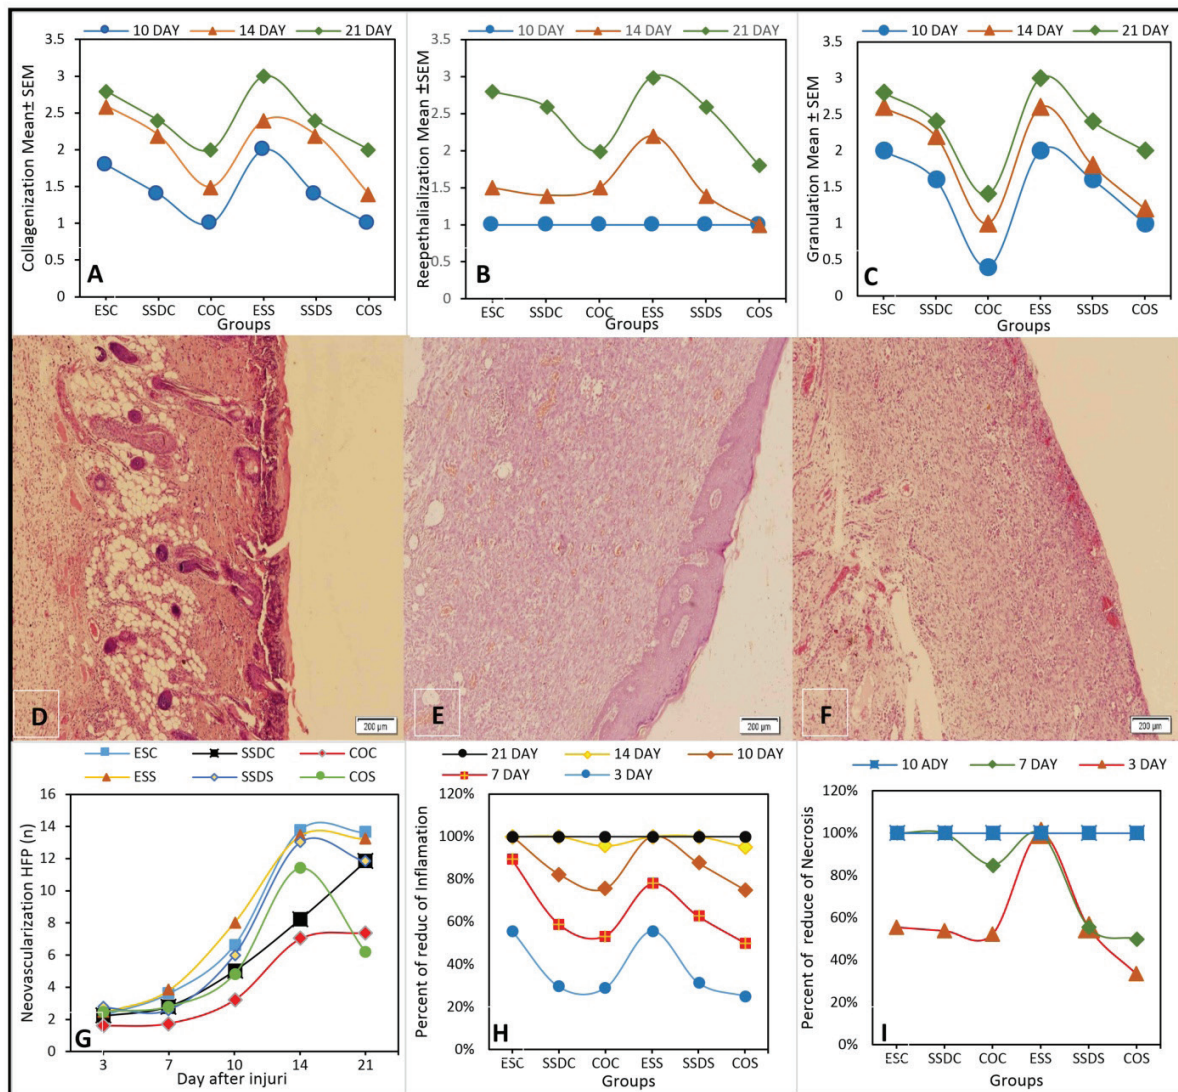 10 DAY 14 DAY 21 DAY
Collagenization Mean± SEM
3.5
3
2.5
2
1.5
1
0.5
0
A
ESC SSDC COC ESS SSDS COS
Groups
10 DAY 14 DAY 21 DAY
Reepethalialization Mean ±SEM
3.5
3
2.5
2
1.5
1
0.5
0
B
ESC SSDC COC ESS SSDS COS
Groups
10 DAY 14 DAY 21 DAY
Granulation Mean ± SEM
3.5
3
2.5
2
1.5
1
0.5
0
C
ESC SSDC COC ESS SSDS COS
Groups
D
200 µm
E
200 µm
F
200 µm
ESC SSDC COC
ESS SSDS COS
Neovascularization HFP (n)
16
14
12
10
8
6
4
2
0
G
3 7 10 14 21
Day after injuri
21 DAY 14 DAY 10 DAY
7 DAY 3 DAY
Percent of reduc of Inflamation
120%
100%
80%
60%
40%
20%
0%
H
ESC SSDC COC ESS SSDS COS
Groups
10 ADY 7 DAY 3 DAY
Percent of reduce of Necrosis
120%
100%
80%
60%
40%
20%
0%
I
ESC SSDC COC ESS SSDS COS
Groups